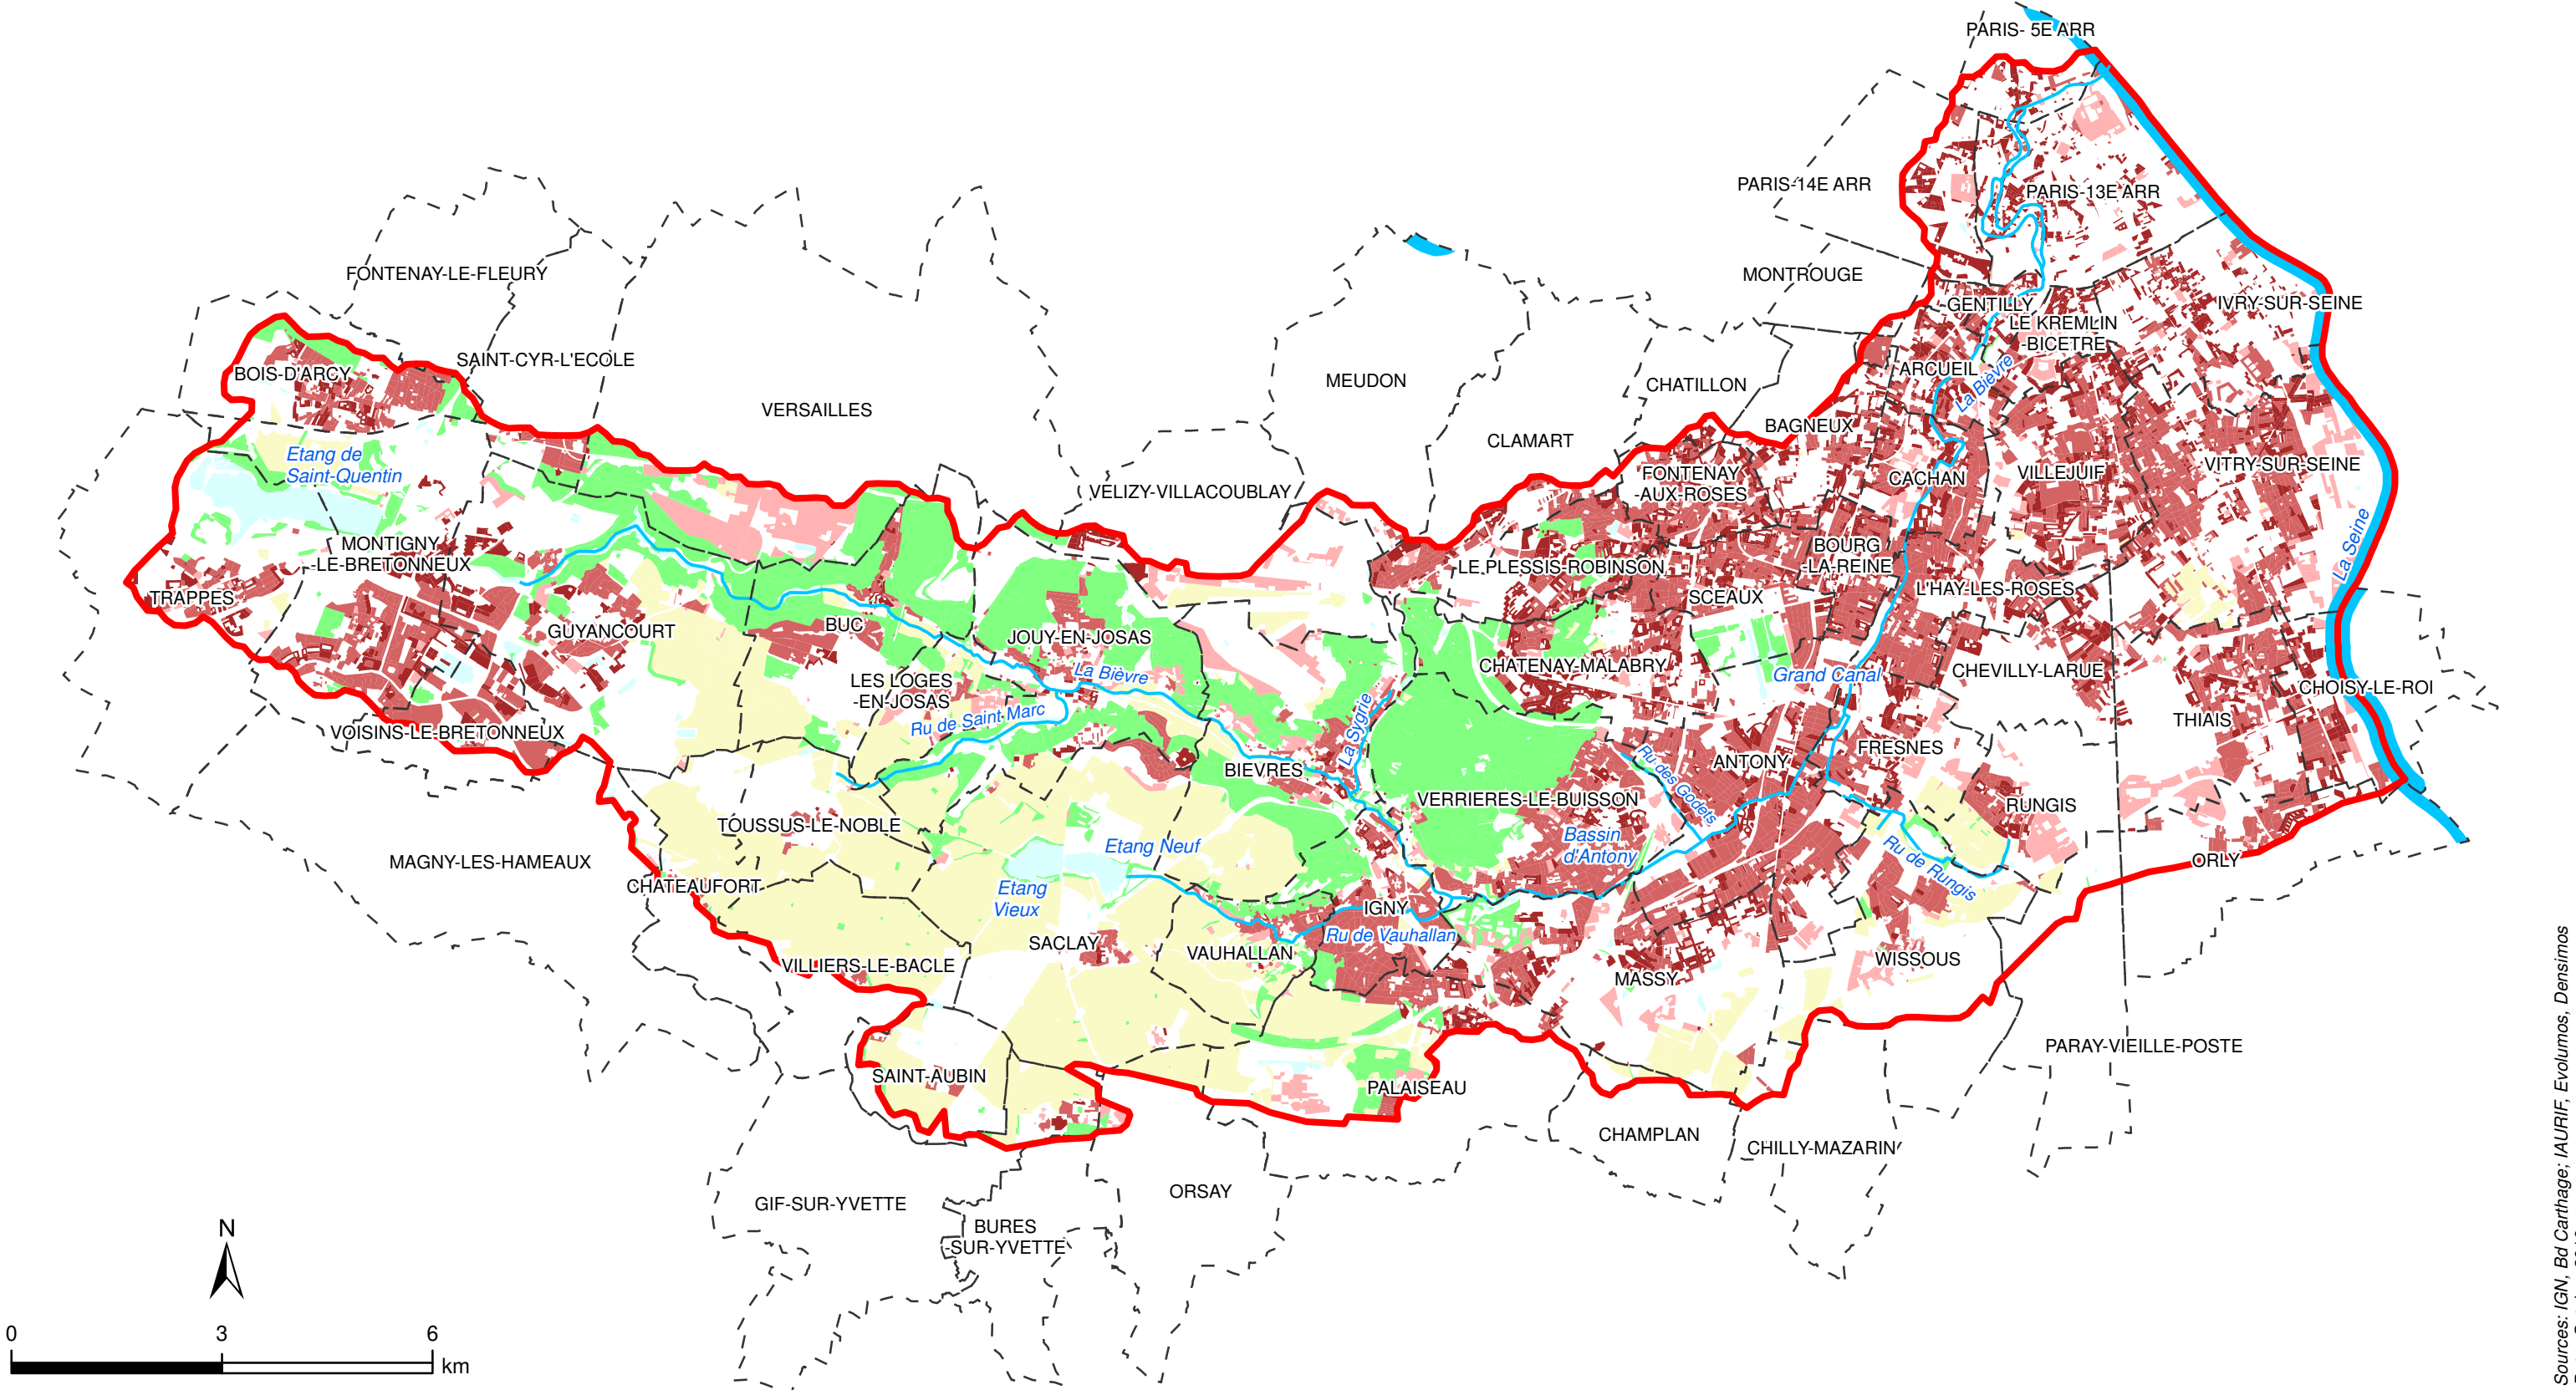 PARIS- 5E ARR
PARIS-14E ARR
PARIS-13E ARR
FONTENAY-LE-FLEURY
MONTROUGE
GENTILLY
IVRY-SUR-SEINE
LE KREMLIN
-BICETRE
SAINT-CYR-L'ECOLE
BOIS-D'ARCY
ARCUEIL
La Bièvre
MEUDON
CHATILLON
VERSAILLES
BAGNEUX
CLAMART
Etang de
Saint-Quentin
FONTENAY
-AUX-ROSES
CACHAN
VILLEJUIF
VITRY-SUR-SEINE
VELIZY-VILLACOUBLAY
La Seine
MONTIGNY
-LE-BRETONNEUX
BOURG
-LA-REINE
LE PLESSIS-ROBINSON
TRAPPES
SCEAUX
L'HAY-LES-ROSES
GUYANCOURT
BUC
JOUY-EN-JOSAS
La Bièvre
CHATENAY-MALABRY
Grand Canal
CHEVILLY-LARUE
LES LOGES
-EN-JOSAS
CHOISY-LE-ROI
Ru de Saint Marc
THIAIS
VOISINS-LE-BRETONNEUX
La Sygrie
BIEVRES
Ru des Godets
ANTONY
FRESNES
VERRIERES-LE-BUISSON
RUNGIS
TOUSSUS-LE-NOBLE
Bassin
d'Antony
Etang Neuf
MAGNY-LES-HAMEAUX
CHATEAUFORT
Etang
Vieux
Ru de Rungis
ORLY
IGNY
Ru de Vauhallan
SACLAY
VAUHALLAN
VILLIERS-LE-BACLE
WISSOUS
MASSY
PARAY-VIEILLE-POSTE
SAINT-AUBIN
PALAISEAU
CHAMPLAN
CHILLY-MAZARIN
ORSAY
GIF-SUR-YVETTE
BURES
-SUR-YVETTE
N
0 3 6
km
Sources: IGN, Bd Carthage; IAURIF, Evolumos, Densimos